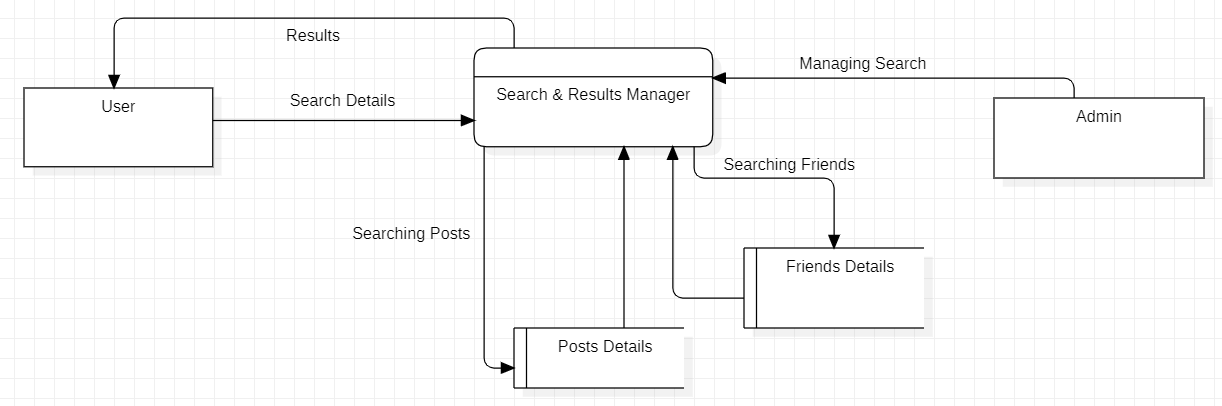 Results
User
Search Details
Search & Results Manager
Managing Search
Admin
Searching Friends
Searching Posts
Friends Details
Posts Details